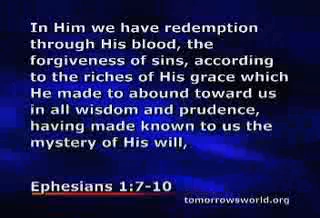 In Him we have redemption
through His blood, the
forgiveness of sins, according
to the riches of His grace which
He made to abound toward us
in all wisdom and prudence,
having made known to us the
mystery of His will,
Ephesians 1:7-10
tomorrowsworld.org